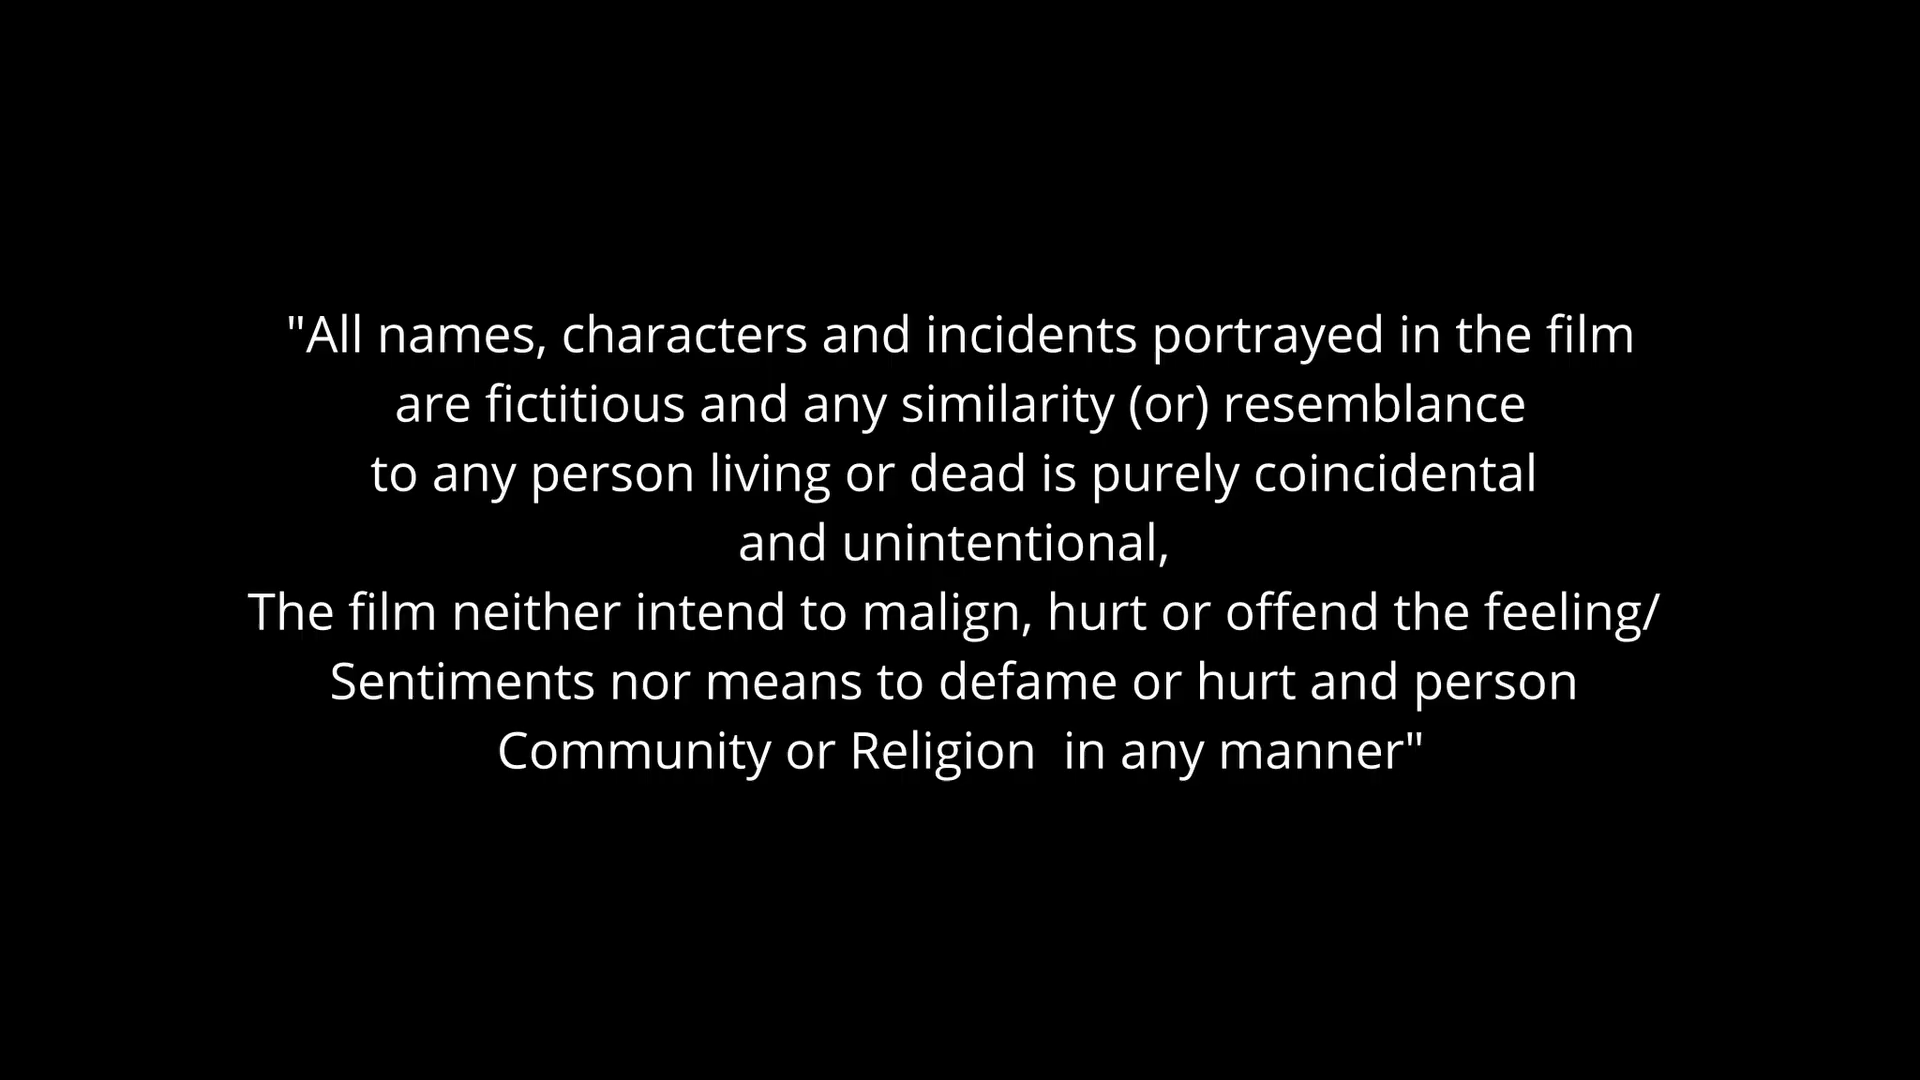 "All names, characters and incidents portrayed in the film
are fictitious and any similarity (or) resemblance
to any person living or dead is purely coincidental
and unintentional,
The film neither intend to malign, hurt or offend the feeling/
Sentiments nor means to defame or hurt and person
Community or Religion  in any manner"